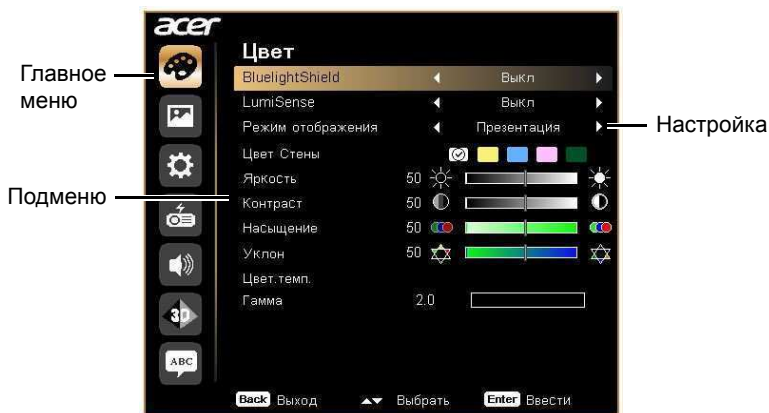 acer
Цвет
BluelightShield Выкл
LumiSense Выкл
Режим отображения Презентация
Цвет Стены
Яркость 50
Контраст 50
Насыщение 50
Уклон 50
Цвет.темп.
Гамма 2.0
3D
ABC
Back Выход Выбрать Enter Ввести
Главное
меню
Подменю
Настройка